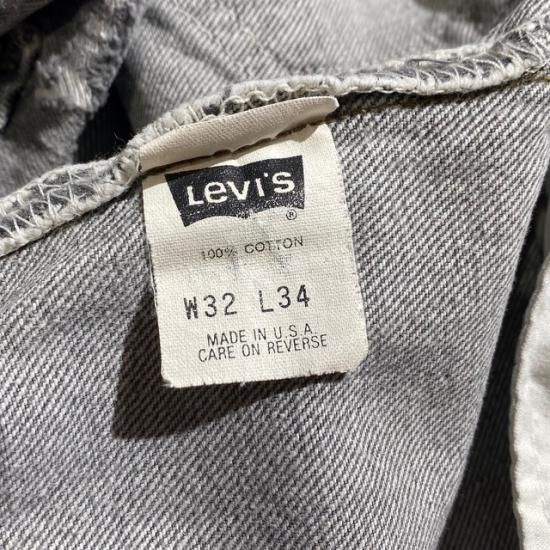 Levi's
®
100% COTTON
W32 L34
MADE IN U.S.A
CARE ON REVERSE